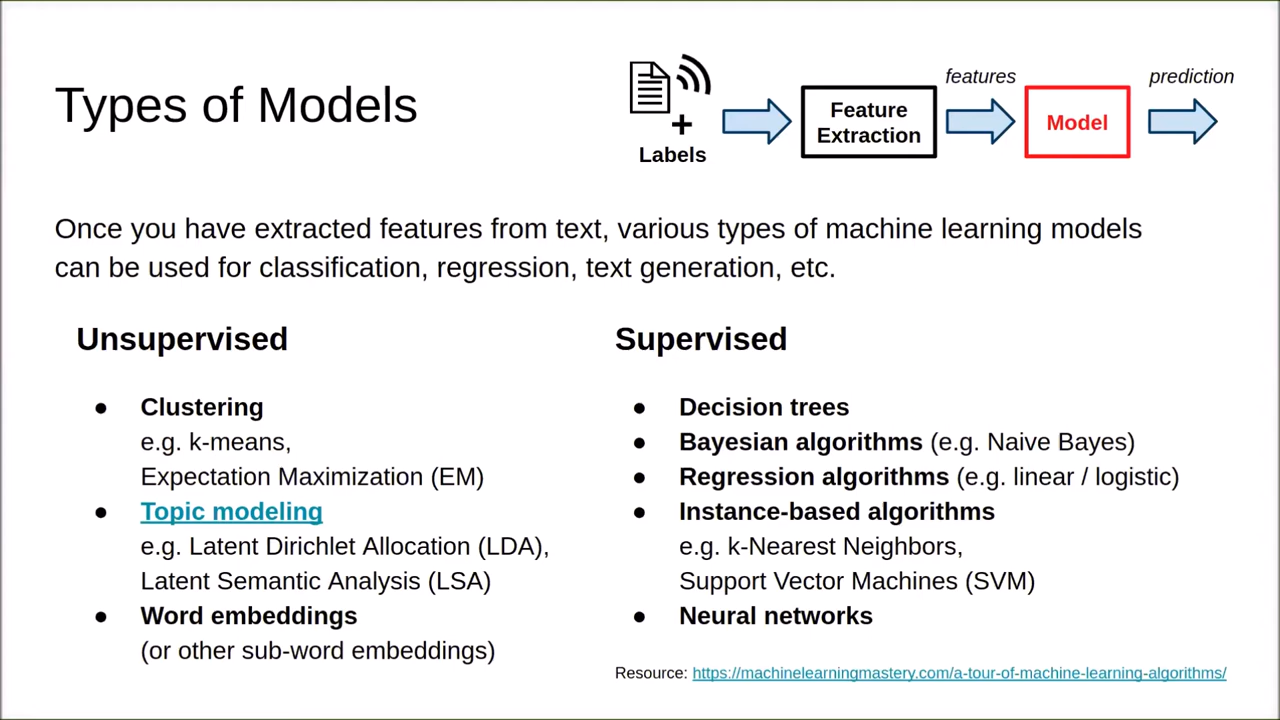 Types of Models
+
Labels
Feature
Extraction
features
Model
prediction
Once you have extracted features from text, various types of machine learning models
can be used for classification, regression, text generation, etc.
Unsupervised
● Clustering
e.g. k-means,
Expectation Maximization (EM)
● Topic modeling
e.g. Latent Dirichlet Allocation (LDA),
Latent Semantic Analysis (LSA)
● Word embeddings
(or other sub-word embeddings)
Supervised
● Decision trees
● Bayesian algorithms (e.g. Naive Bayes)
● Regression algorithms (e.g. linear / logistic)
● Instance-based algorithms
e.g. k-Nearest Neighbors,
Support Vector Machines (SVM)
● Neural networks
Resource: https://machinelearningmastery.com/a-tour-of-machine-learning-algorithms/